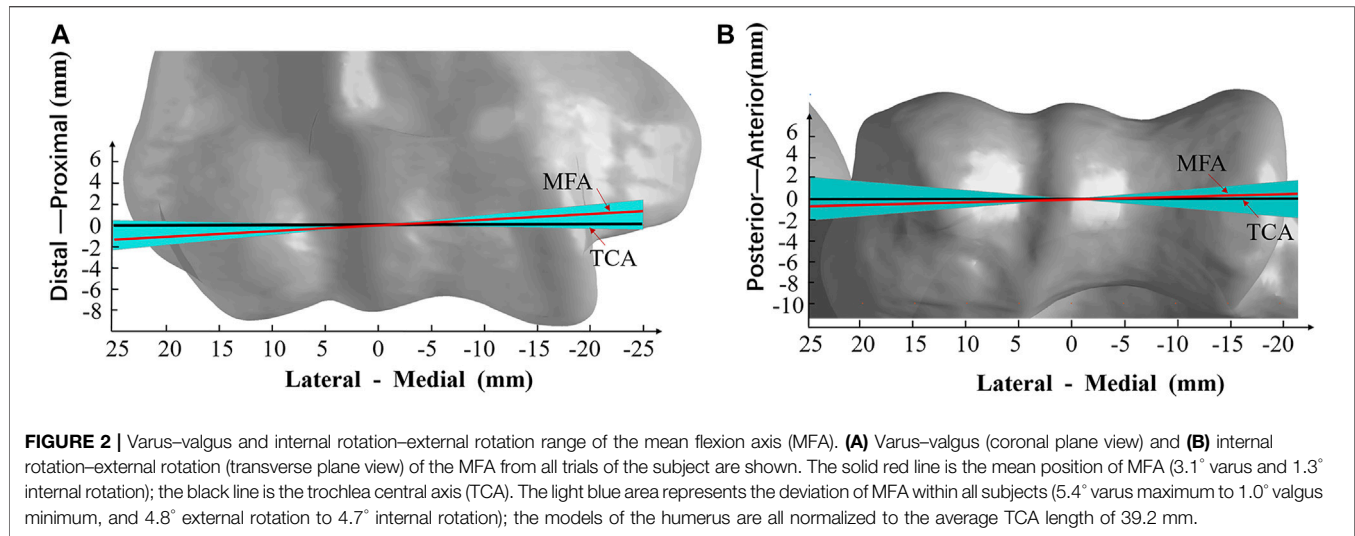 A
B
Distal —Proximal (mm)
6
4
2
0
-2
-4
-6
-8
MFA
TCA
25 20 15 10 5 0 -5 -10 -15 -20 -25
Lateral - Medial (mm)
Posterior—Anterior(mm)
6
4
2
0
-2
-4
-6
-8
-10
MFA
TCA
25 20 15 10 5 0 -5 -10 -15 -20
Lateral - Medial (mm)
FIGURE 2 | Varus–valgus and internal rotation–external rotation range of the mean flexion axis (MFA). (A) Varus–valgus (coronal plane view) and (B) internal
rotation–external rotation (transverse plane view) of the MFA from all trials of the subject are shown. The solid red line is the mean position of MFA (3.1° varus and 1.3°
internal rotation); the black line is the trochlea central axis (TCA). The light blue area represents the deviation of MFA within all subjects (5.4° varus maximum to 1.0° valgus
minimum, and 4.8° external rotation to 4.7° internal rotation); the models of the humerus are all normalized to the average TCA length of 39.2 mm.